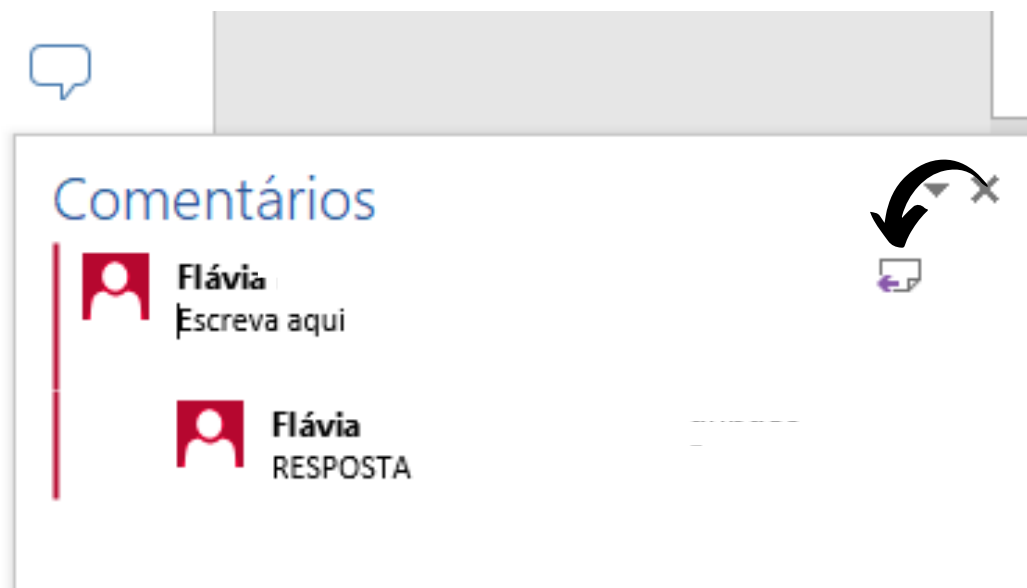 Comentários
Flávia
Escreva aqui
Flávia
RESPOSTA